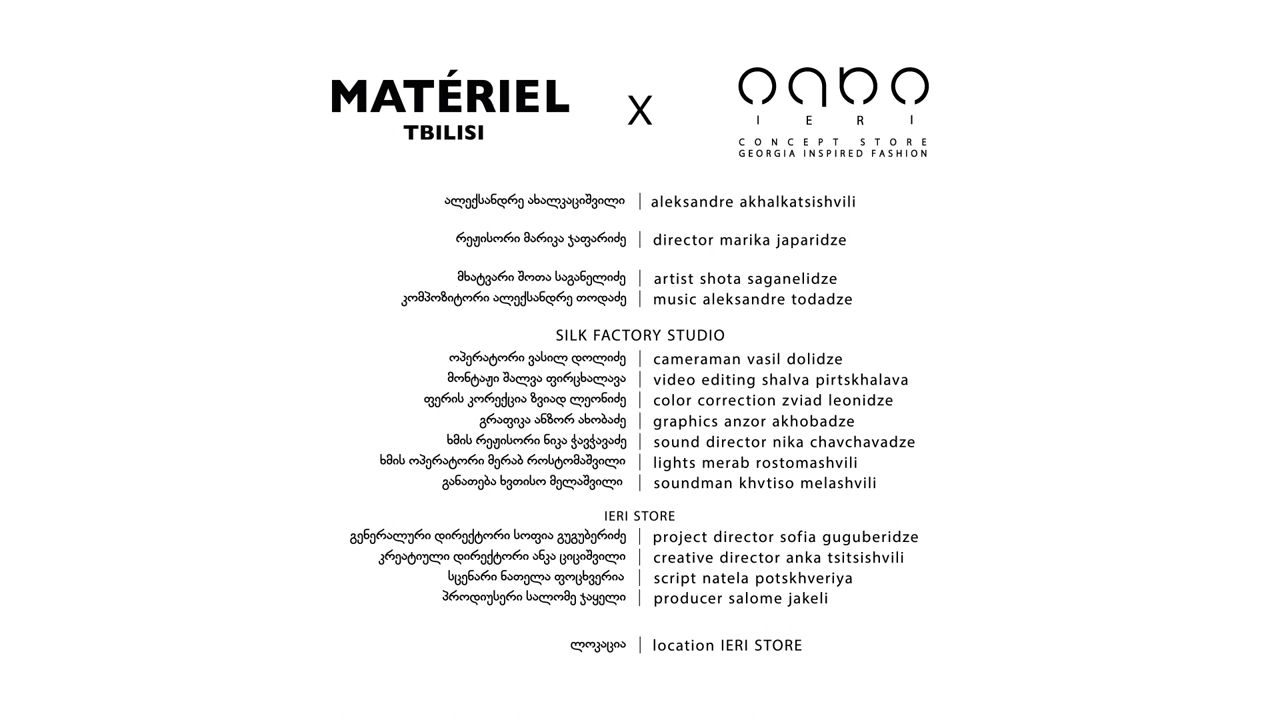 MATÉRIEL
TBILISI
X
იერი
IERI
CONCEPT STORE
GEORGIA INSPIRED FASHION
ალექსანდრე ახალკაციშვილი | aleksandre akhalkatsishvili
რეჟისორი მარიკა ჯაფარიძე | director marika japaridze
მხატვარი შოთა საგანელიძე | artist shota saganelidze
კომპოზიტორი ალექსანდრე თოდაძე | music aleksandre todadze
SILK FACTORY STUDIO
ოპერატორი ვასილ დოლიძე | cameraman vasil dolidze
მონტაჟი შალვა ფირცხალავა | video editing shalva pirtskhalava
ფერის კორექცია ზვიად ლეონიძე | color correction zviad leonidze
გრაფიკა ანზორ ახობაძე | graphics anzor akhobadze
ხმის რეჟისორი ნიკა ჭავჭავაძე | sound director nika chavchavadze
ხმის ოპერატორი მერაბ როსტომაშვილი | lights merab rostomashvili
განათება ხვთისო მელაშვილი | soundman khvtiso melashvili
IERI STORE
გენერალური დირექტორი სოფია გუგუბერიძე | project director sofia guguberidze
კრეატიული დირექტორი ანკა ციციშვილი | creative director anka tsitsishvili
სცენარი ნათელა ფოცხვერია | script natela potskhveriya
პროდიუსერი სალომე ჯაყელი | producer salome jakeli
ლოკაცია | location IERI STORE